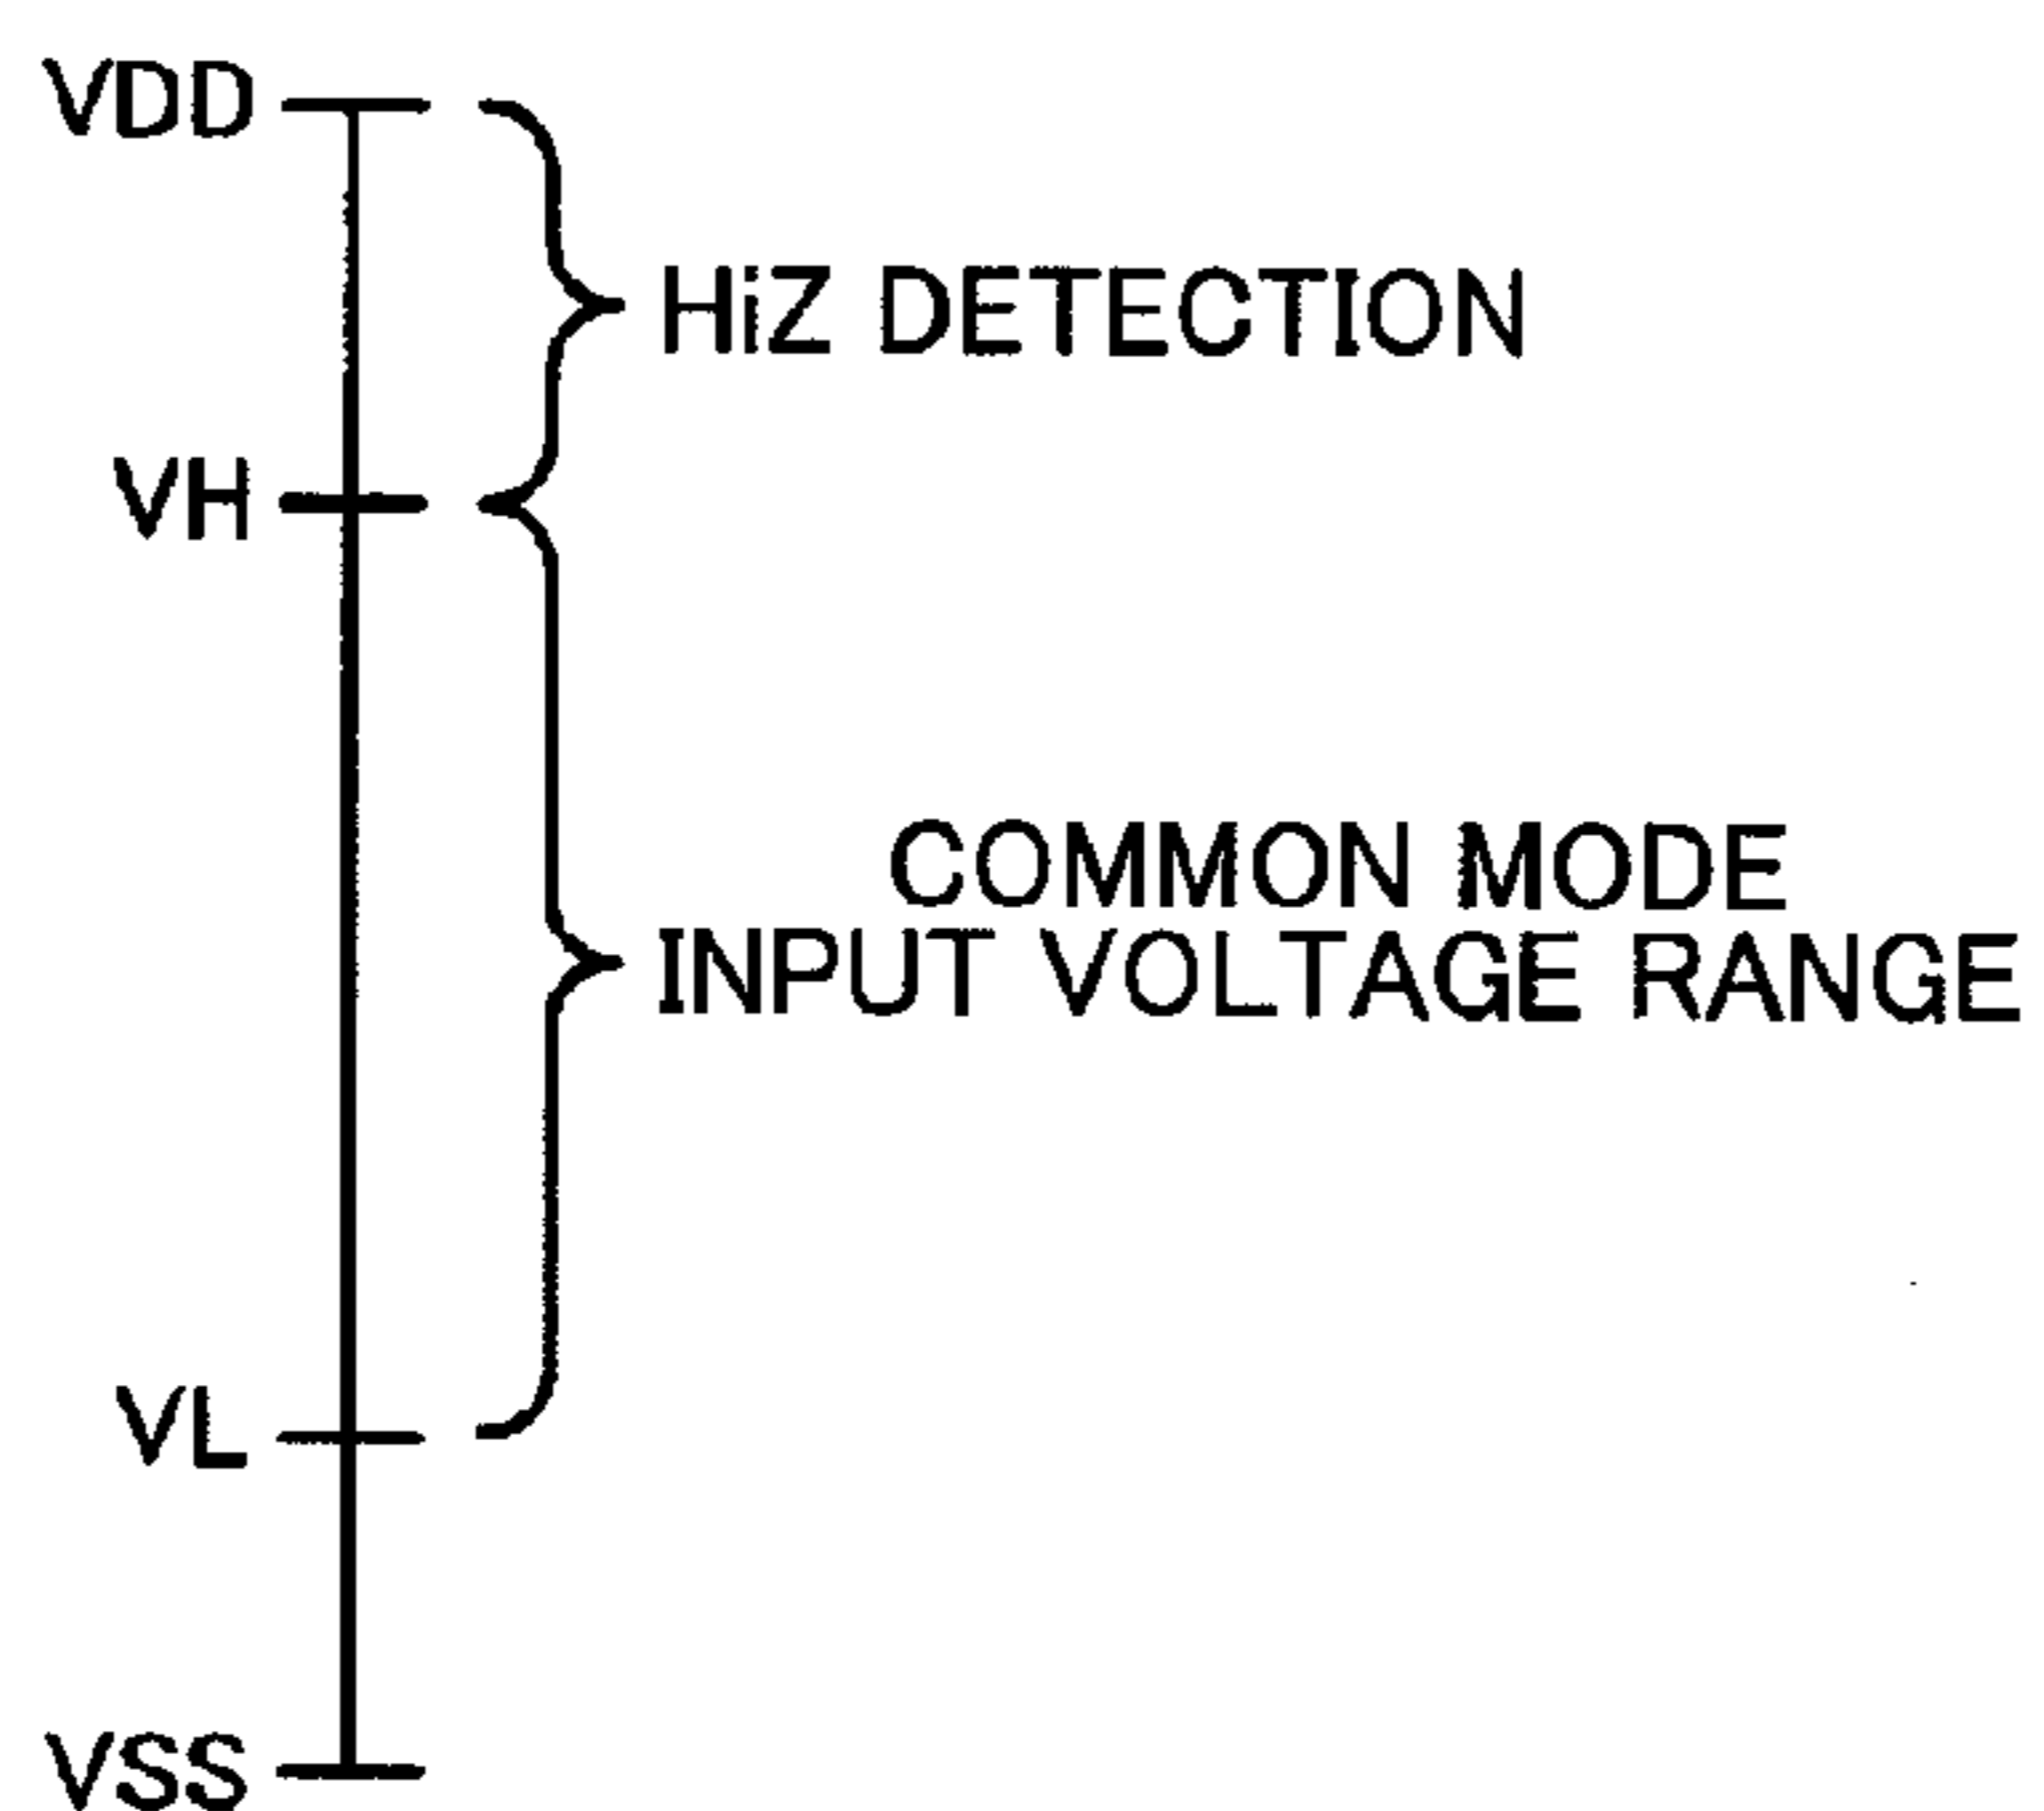 VDD
HiZ DETECTION
VH
COMMON MODE
INPUT VOLTAGE RANGE
VL
VSS